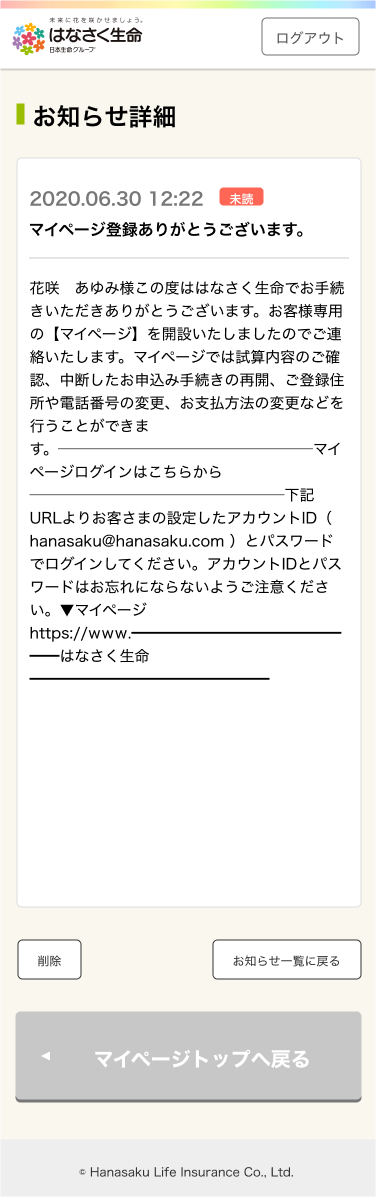 未来に花を咲かせましょう。
はなさく生命
日本生命グループ
ログアウト
お知らせ詳細
2020.06.30 12:22 未読
マイページ登録ありがとうございます。
花咲　あゆみ様この度ははなさく生命でお手続
きいただきありがとうございます。お客様専用
の【マイページ】を開設いたしましたのでご連
絡いたします。マイページでは試算内容のご確
認、中断したお申込み手続きの再開、ご登録住
所や電話番号の変更、お支払方法の変更などを
行うことができま
す。─────────────────マイ
ページログインはこちらから
─────────────────下記
URLよりお客さまの設定したアカウントID（
hanasaku@hanasaku.com ）とパスワード
でログインしてください。アカウントIDとパス
ワードはお忘れにならないようご注意くださ
い。▼マイページ
https://www.━━━━━━━━━━━━━━
━━はなさく生命
━━━━━━━━━━━━━━━━
削除
お知らせ一覧に戻る
◀ マイページトップへ戻る
© Hanasaku Life Insurance Co., Ltd.